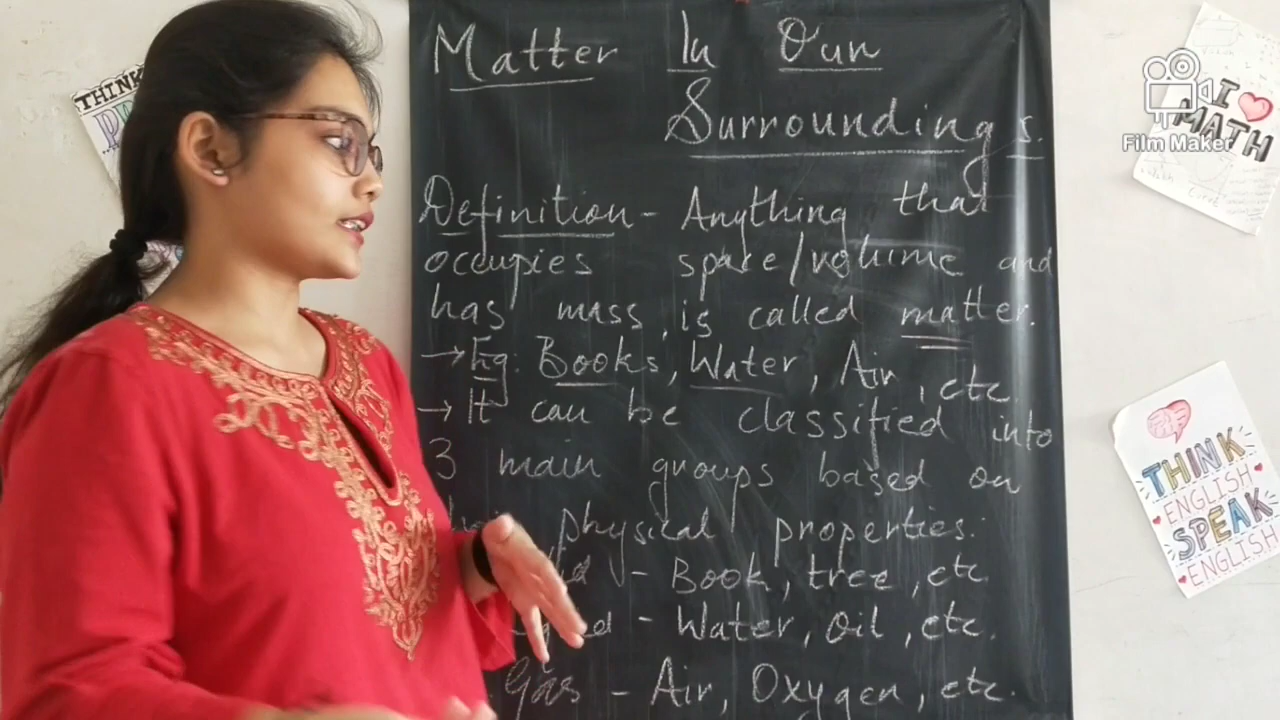 Matter In Our
Surroundings.
Definition - Anything that
occupies space/volume and
has mass, is called matter.
→ Eg. Books, Water, Air, etc.
→ It can be classified into
3 main groups based on
physical properties.
- Book, tree, etc
- Water, Oil, etc.
Gas - Air, Oxygen, etc.
THINK
I
MATH
Film Maker
THINK
ENGLISH
SPEAK
ENGLISH